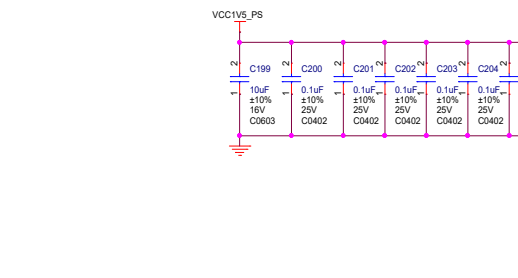 VCC1V5_PS
2 C199 2 C200 2 C201 2 C202 2 C203 2 C204 2
1 10uF 1 0.1uF 1 0.1uF 1 0.1uF 1 0.1uF 1 0.1uF 1
±10% ±10% ±10% ±10% ±10% ±10%
16V 25V 25V 25V 25V 25V
C0603 C0402 C0402 C0402 C0402 C0402